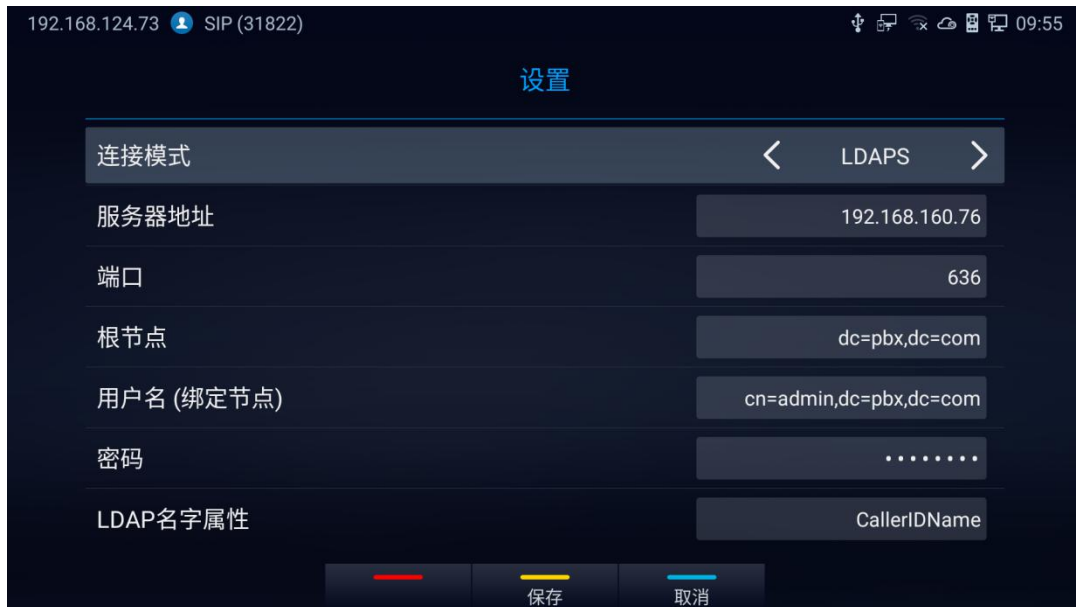 192.168.124.73 SIP (31822) 09:55
设置
连接模式 LDAPS
服务器地址 192.168.160.76
端口 636
根节点 dc=pbx,dc=com
用户名 (绑定节点) cn=admin,dc=pbx,dc=com
密码 ••••••••
LDAP名字属性 CallerIDName
保存 取消